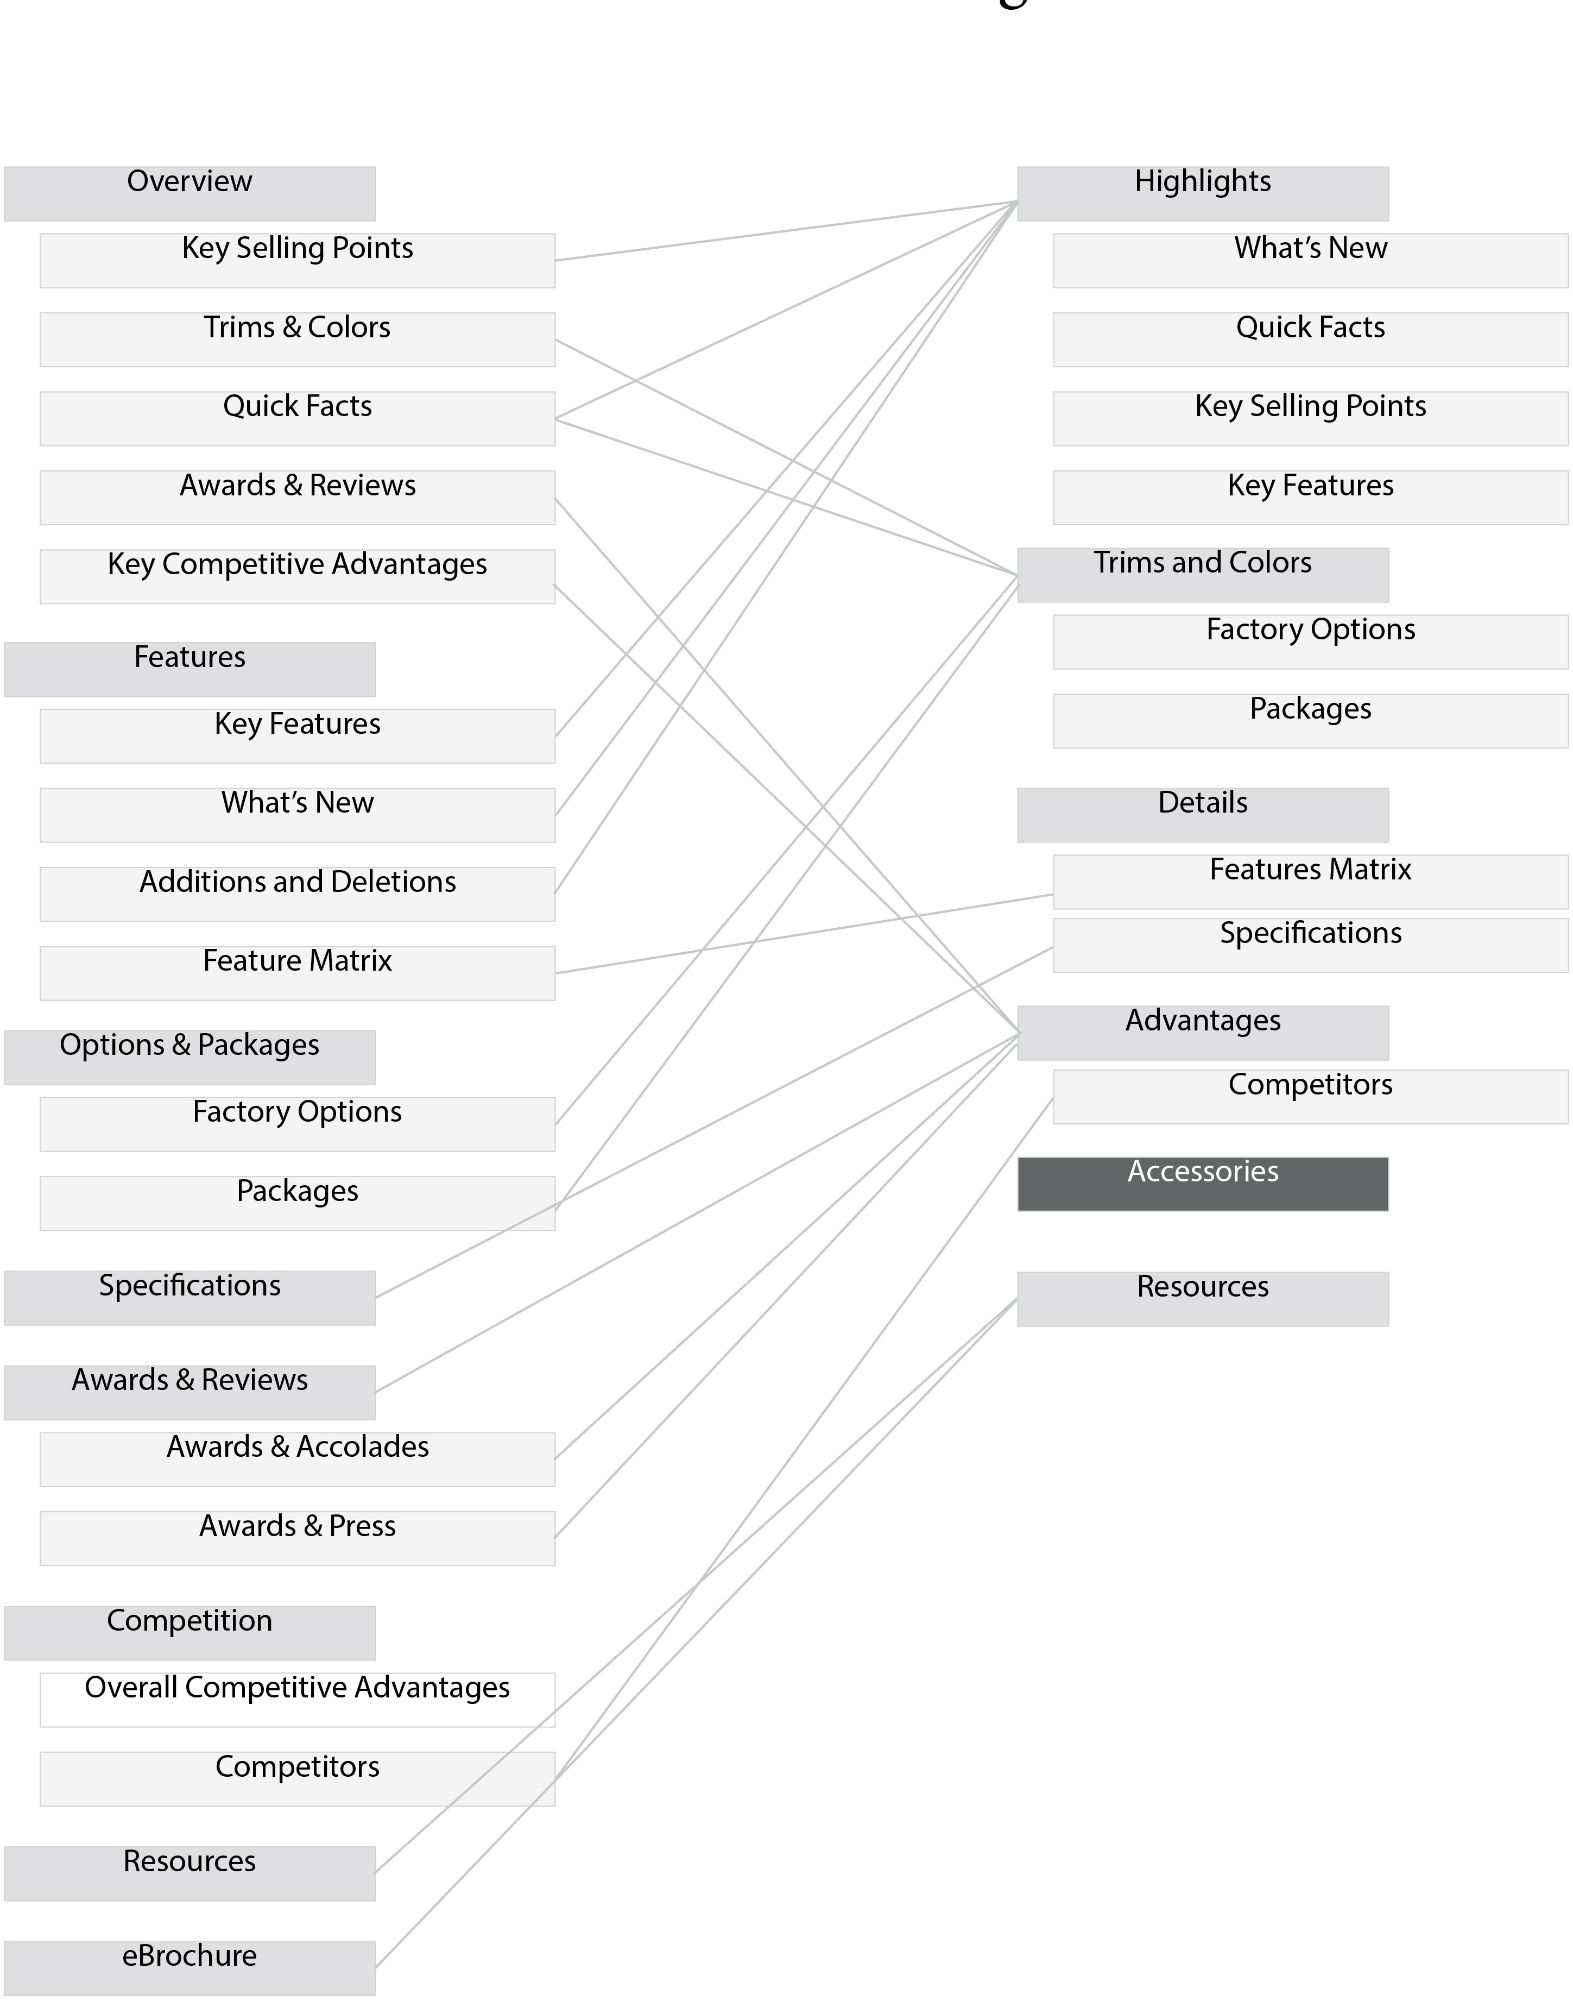 Overview
Key Selling Points
Trims & Colors
Quick Facts
Awards & Reviews
Key Competitive Advantages
Features
Key Features
What’s New
Additions and Deletions
Feature Matrix
Options & Packages
Factory Options
Packages
Specifications
Awards & Reviews
Awards & Accolades
Awards & Press
Competition
Overall Competitive Advantages
Competitors
Resources
eBrochure
Highlights
What’s New
Quick Facts
Key Selling Points
Key Features
Trims and Colors
Factory Options
Packages
Details
Features Matrix
Specifications
Advantages
Competitors
Accessories
Resources